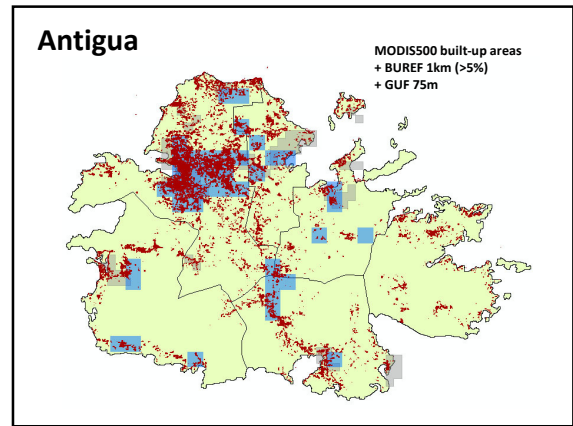 Antigua
MODIS500 built-up areas
+ BUREF 1km (>5%)
+ GUF 75m